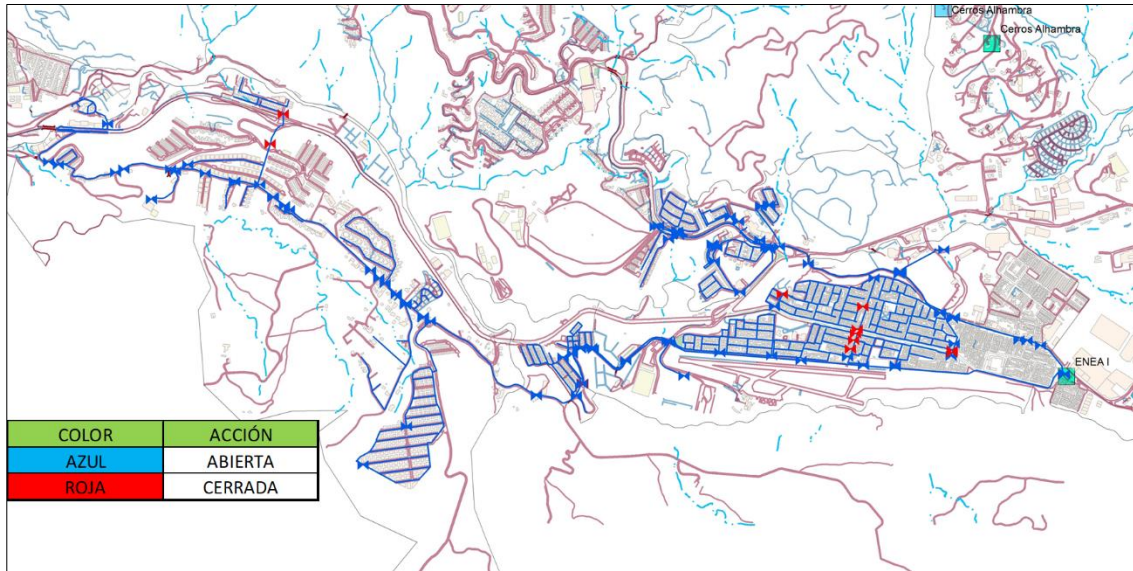 Cerros Alhambra
Cerros Alhambra
ENEA I
COLOR ACCIÓN
AZUL ABIERTA
ROJA CERRADA